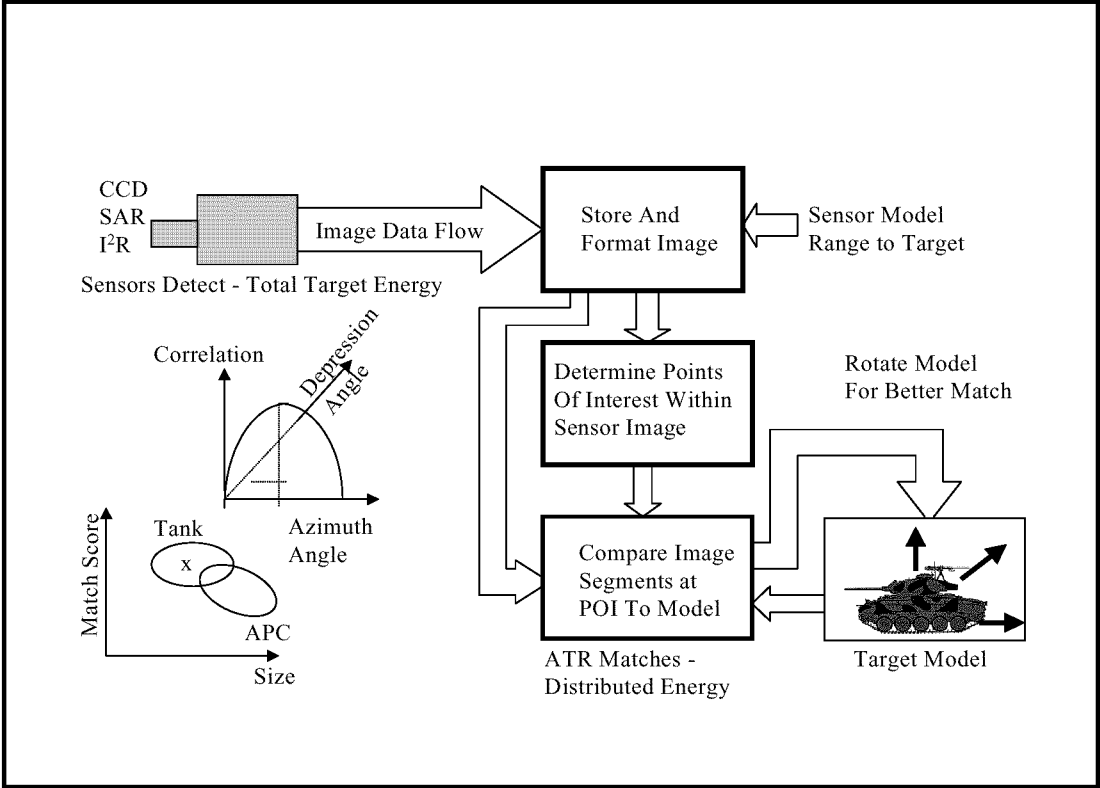 CCD
SAR
I²R
Image Data Flow
Sensors Detect - Total Target Energy
Store And
Format Image
Sensor Model
Range to Target
Correlation
Depression
Angle
Azimuth
Angle
Determine Points
Of Interest Within
Sensor Image
Rotate Model
For Better Match
Match Score
Tank
x
APC
Size
Compare Image
Segments at
POI To Model
ATR Matches -
Distributed Energy
Target Model